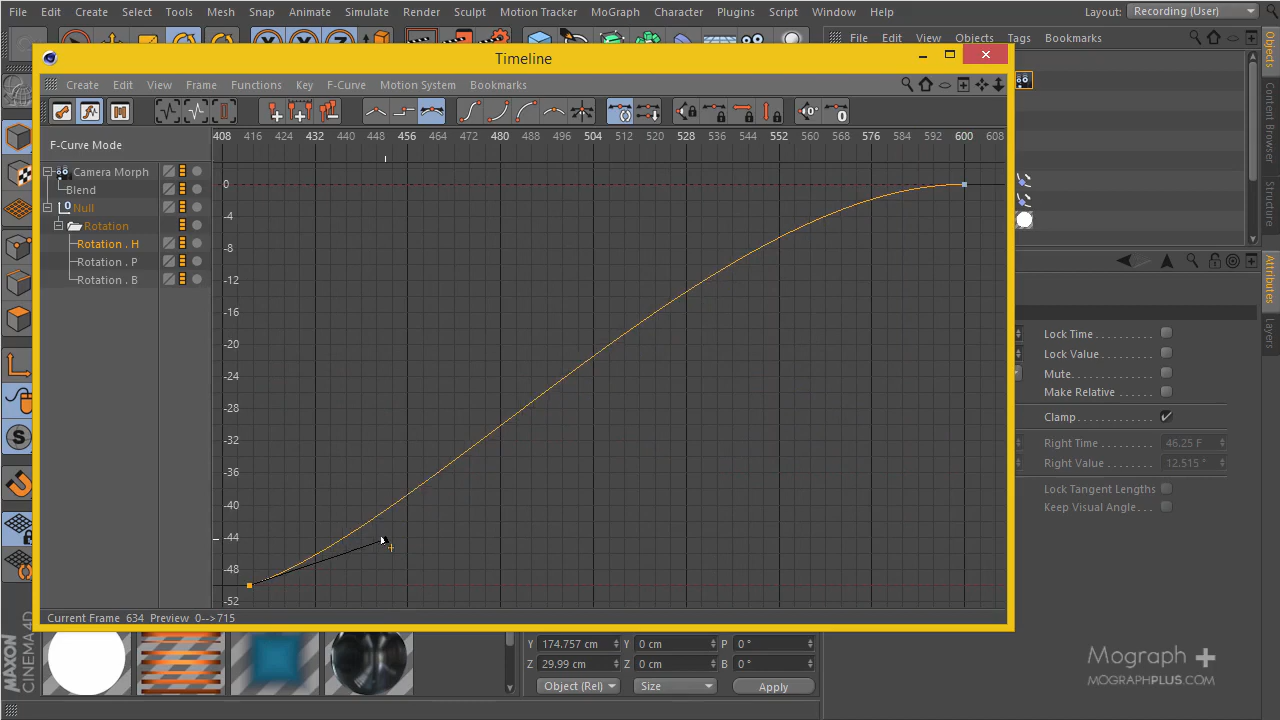 File Edit Create Select Tools Mesh Snap Animate Simulate Render Sculpt Motion Tracker MoGraph Character Plugins Script Window Help Layout: Recording (User)
File Edit View Objects Tags Bookmarks
Timeline
Create Edit View Frame Functions Key F-Curve Motion System Bookmarks
408 416 424 432 440 448 456 464 472 480 488 496 504 512 520 528 536 544 552 560 568 576 584 592 600 608
F-Curve Mode
Camera Morph
Blend
Null
Rotation
Rotation . H
Rotation . P
Rotation . B
0
-4
-8
-12
-16
-20
-24
-28
-32
-36
-40
-44
-48
-52
Current Frame 634 Preview 0-->715
Objects
Content Browser
Structure
Attributes
Layers
Lock Time
Lock Value
Mute
Make Relative
Clamp
Right Time 46.25 F
Right Value 12.515 °
Lock Tangent Lengths
Keep Visual Angle
Y 174.757 cm Y 0 cm P 0 °
Z 29.99 cm Z 0 cm B 0 °
Object (Rel) Size Apply
MAXON
CINEMA4D
Mograph +
MOGRAPHPLUS.COM